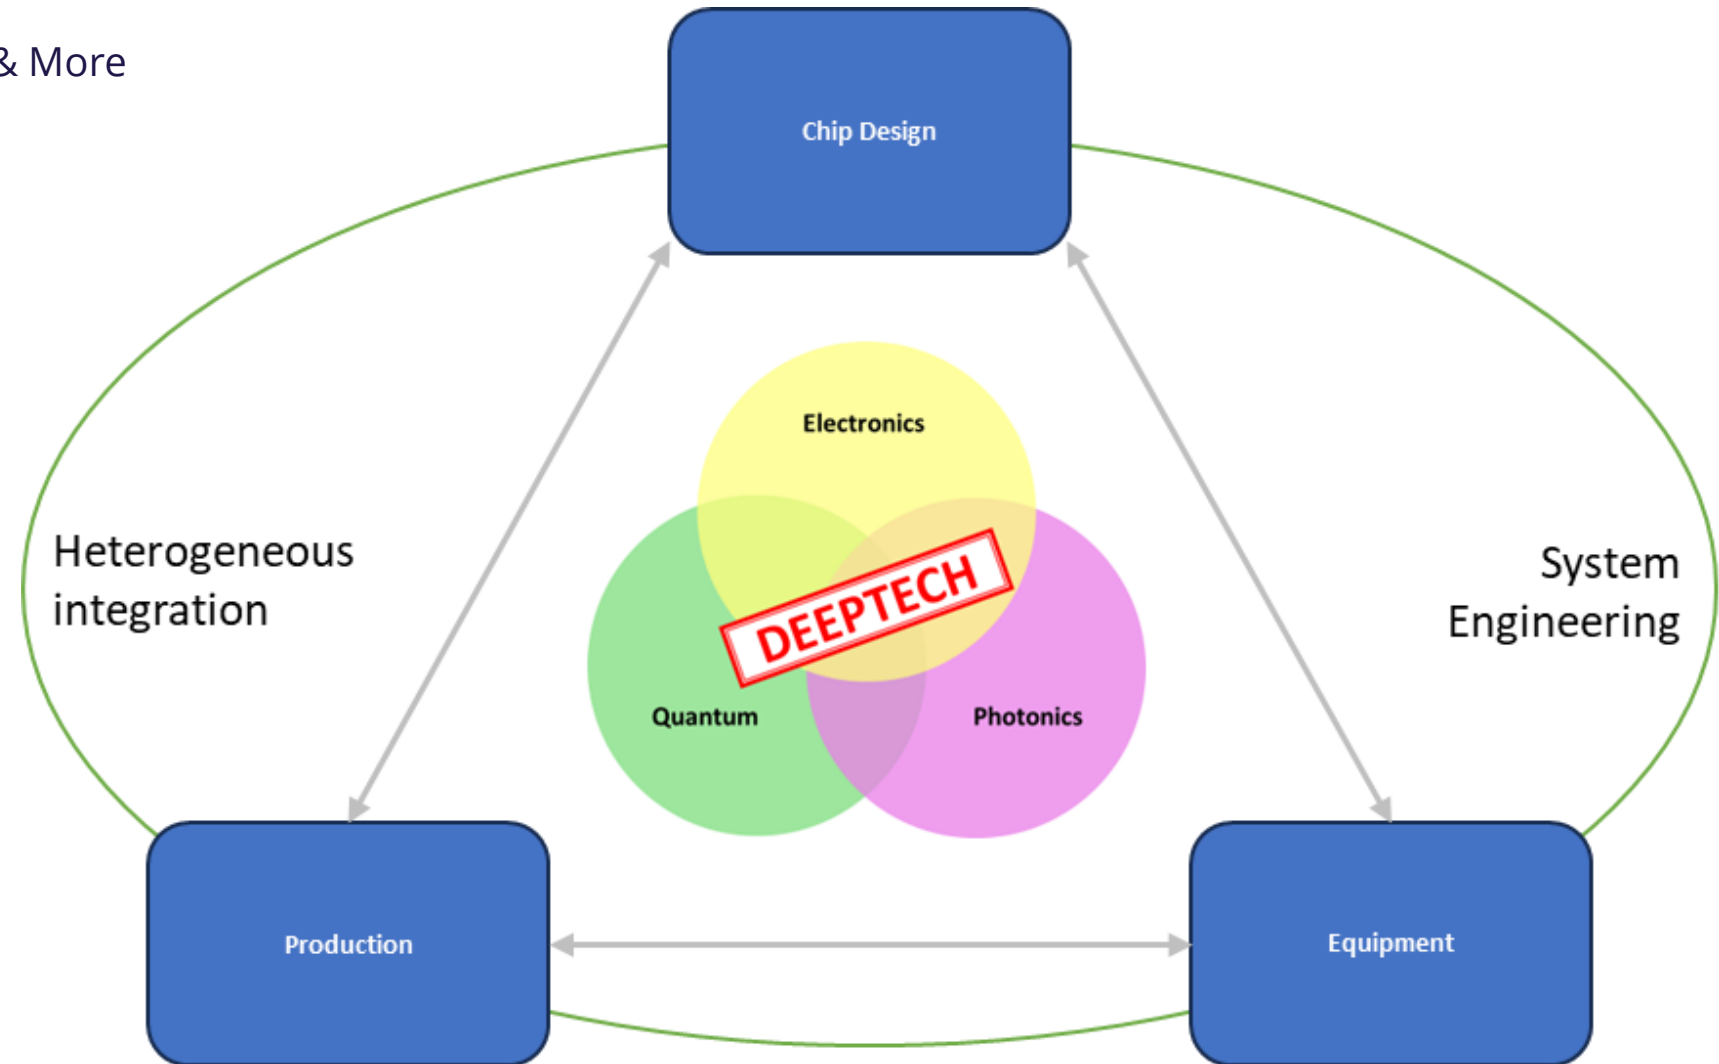 & More
Chip Design
Electronics
Heterogeneous
integration
System
Engineering
DEEPTECH
Quantum
Photonics
Production
Equipment